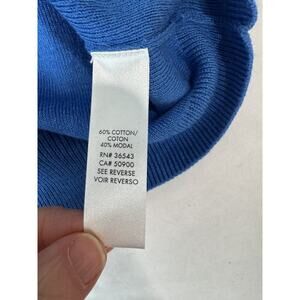 60% COTTON/
COTON
40% MODAL
RN# 36543
CA# 50900
SEE REVERSE
VOIR REVERSO